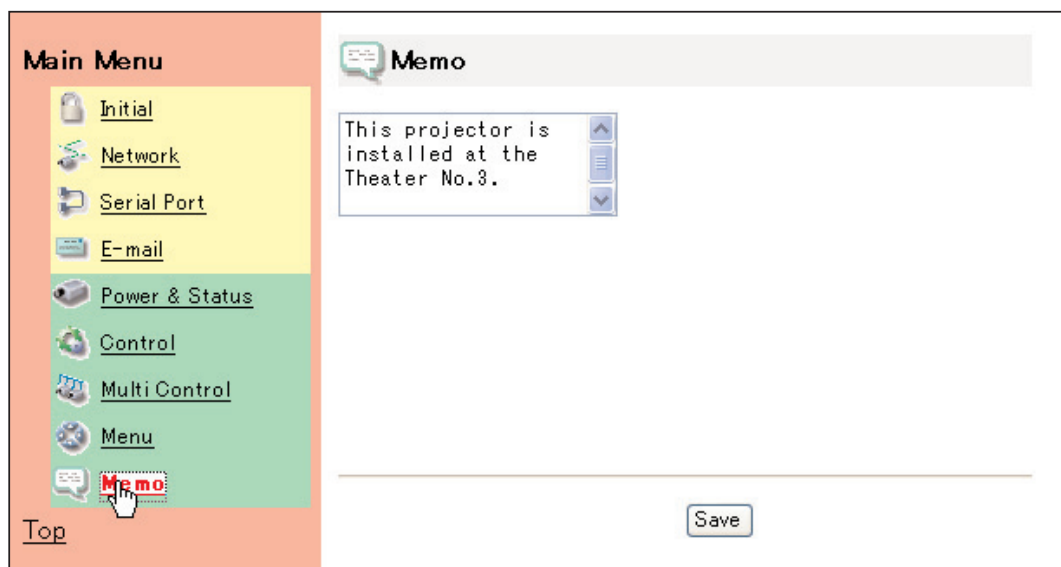 Main Menu
Initial
Network
Serial Port
E-mail
Power & Status
Control
Multi Control
Menu
Memo
Top
Memo
This projector is
installed at the
Theater No.3.
Save